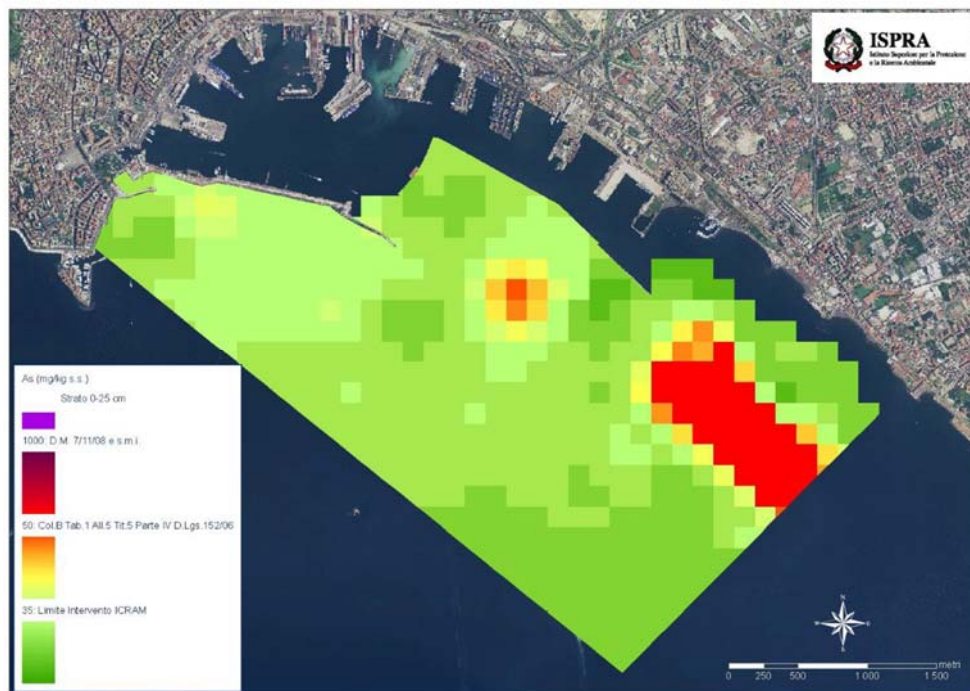 ISPRA
Istituto Superiore per la Protezione
e la Ricerca Ambientale
As (mg/kg s.s.)
Strato 0-25 cm
1000: D.M. 7/11/08 e s.m.i.
50: Col.B Tab.1 All.5 Tit.5 Parte IV D.Lgs.152/06
35: Limite Intervento ICRAM
N
W
E
S
metri
0 250 500 1 000 1 500